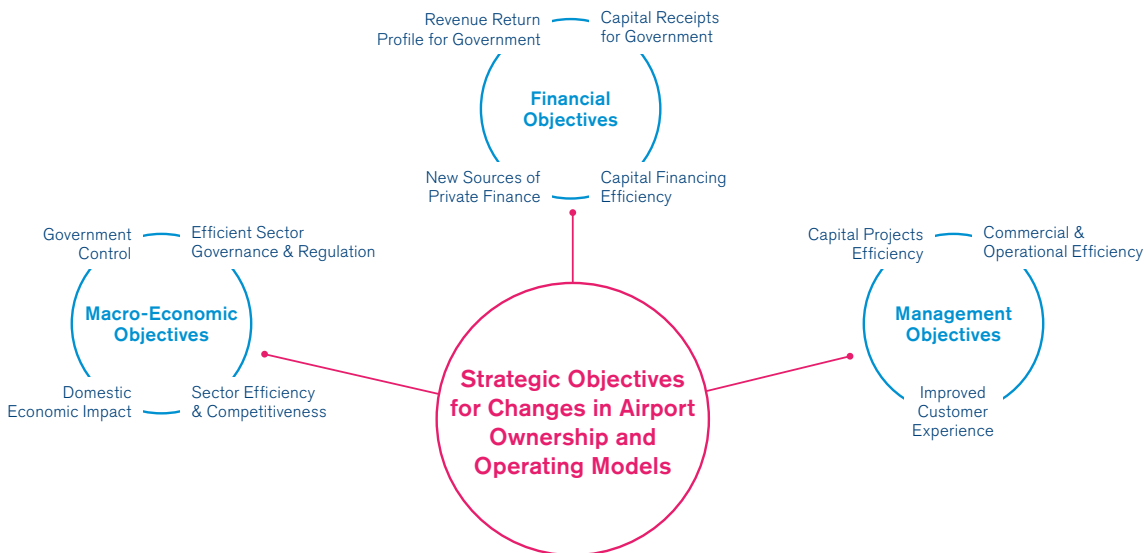 Revenue Return
Profile for Government
Capital Receipts
for Government
Financial
Objectives
New Sources of
Private Finance
Capital Financing
Efficiency
Government
Control
Efficient Sector
Governance & Regulation
Macro-Economic
Objectives
Domestic
Economic Impact
Sector Efficiency
& Competitiveness
Capital Projects
Efficiency
Commercial &
Operational Efficiency
Management
Objectives
Improved
Customer
Experience
Strategic Objectives
for Changes in Airport
Ownership and
Operating Models